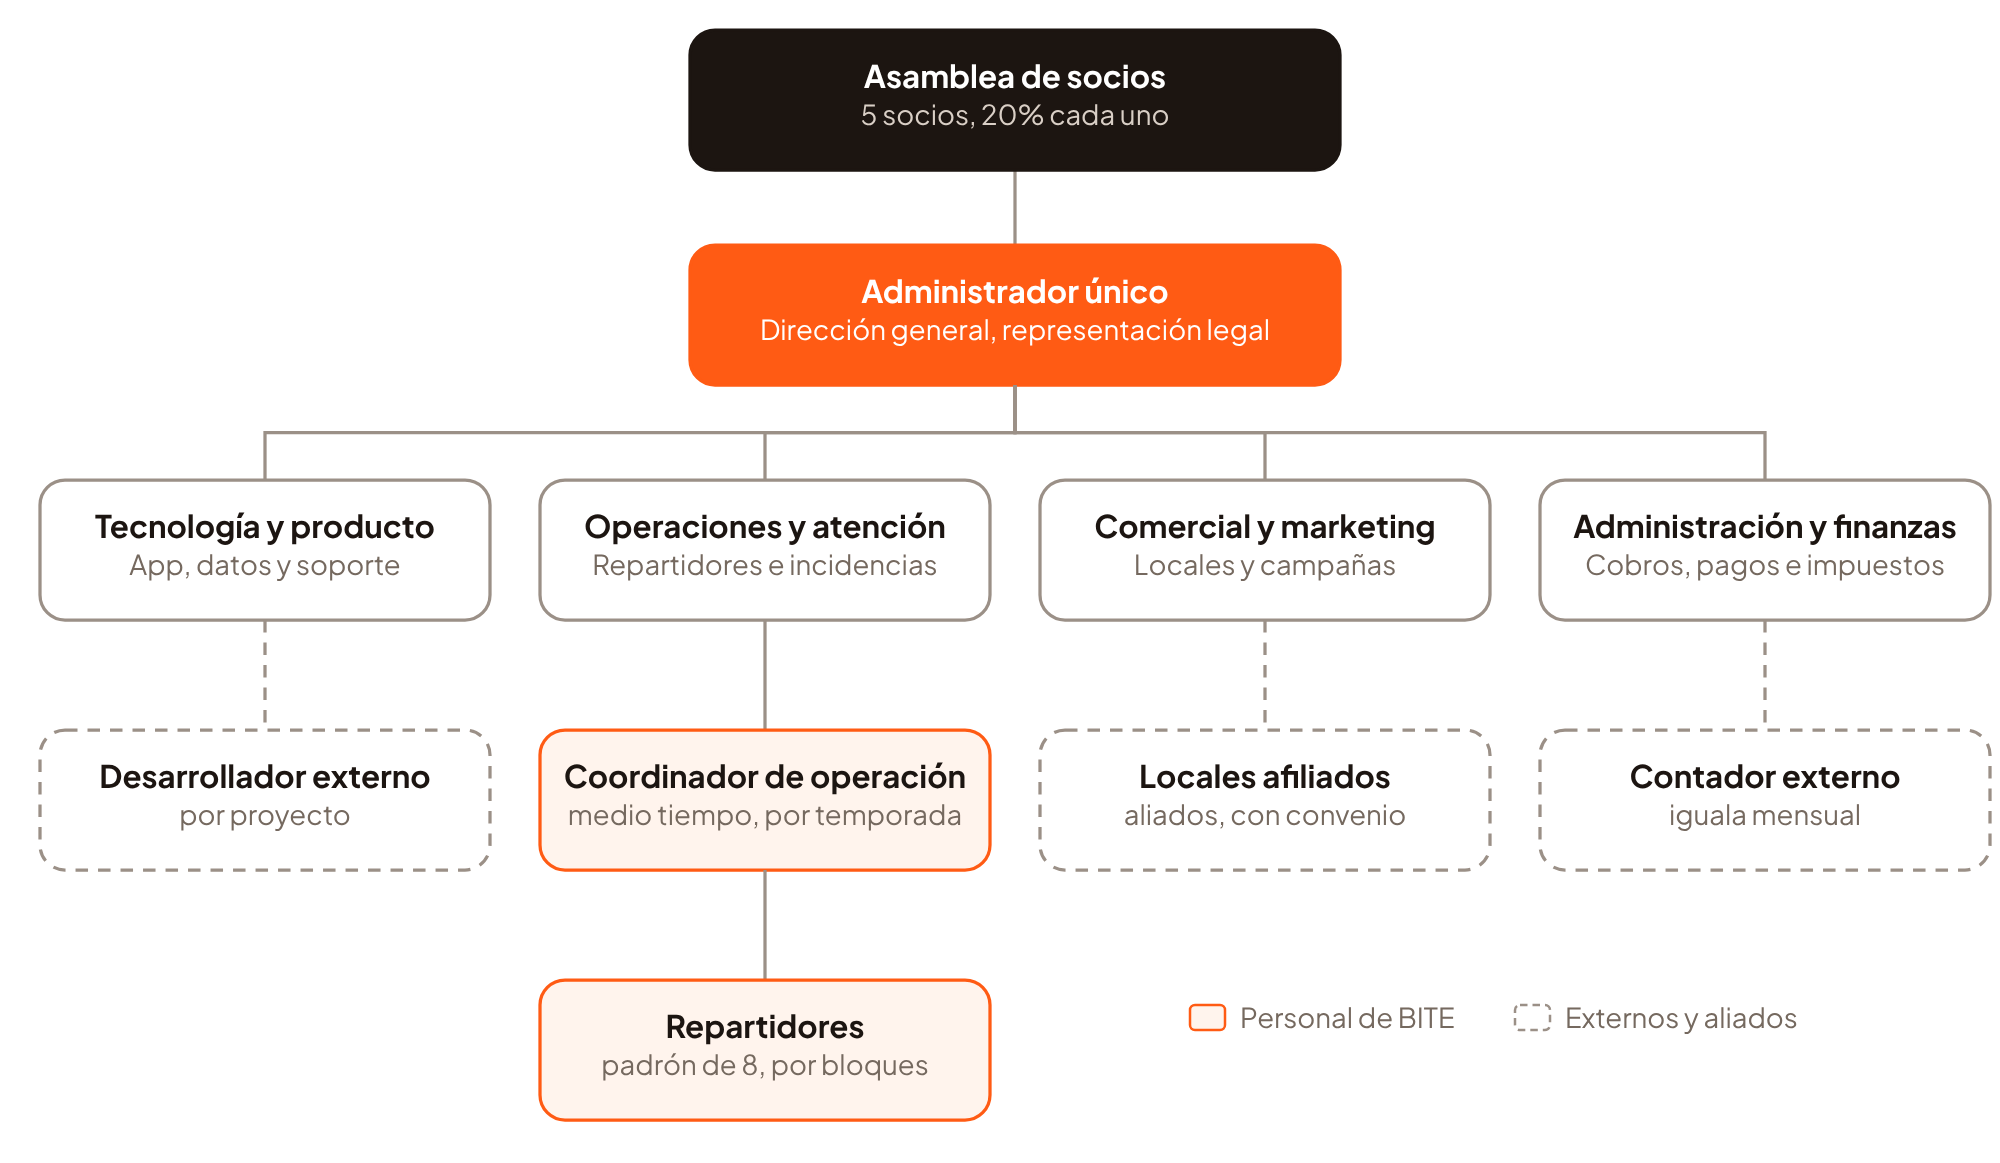 Asamblea de socios
5 socios, 20% cada uno
Administrador único
Dirección general, representación legal
Tecnología y producto
App, datos y soporte
Operaciones y atención
Repartidores e incidencias
Comercial y marketing
Locales y campañas
Administración y finanzas
Cobros, pagos e impuestos
Desarrollador externo
por proyecto
Coordinador de operación
medio tiempo, por temporada
Locales afiliados
aliados, con convenio
Contador externo
iguala mensual
Repartidores
padrón de 8, por bloques
Personal de BITE
Externos y aliados